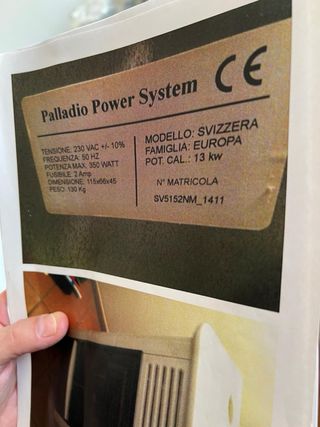 Palladio Power System CE
TENSIONE: 230 VAC +/- 10%
FREQUENZA: 50 HZ
POTENZA MAX. 350 WATT
FUSIBILE: 2 Amp
DIMENSIONE: 115x66x45
PESO: 130 Kg
MODELLO: SVIZZERA
FAMIGLIA: EUROPA
POT. CAL.: 13 kw
N° MATRICOLA
SV5152NM_1411